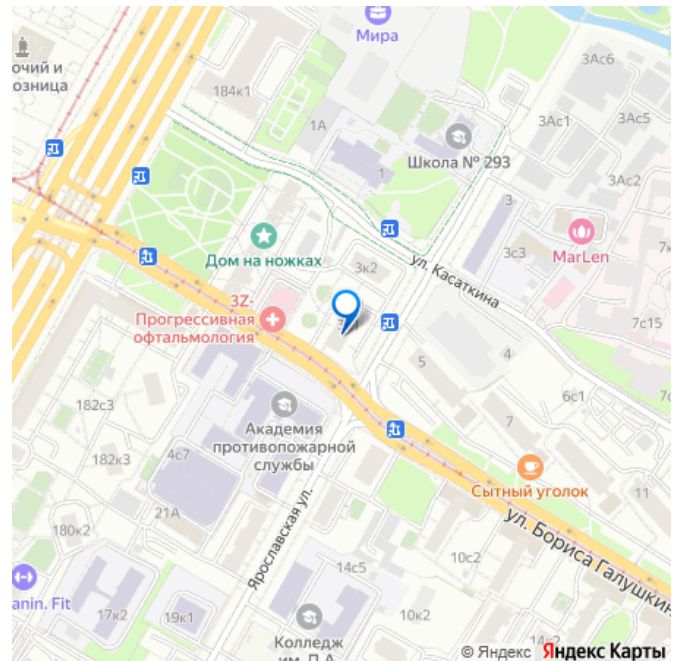 Мира
очий и
озница
184к1
1А
1
Школа № 293
3Ас6
3Ас1
3Ас5
3Ас2
3
3с3
MarLen
7с15
Дом на ножках
3к2
ул. Касаткина
3Z-
Прогрессивная
офтальмология
5
4
6с1
7
182с3
182к3
4с7
Академия
противопожарной
службы
21А
180к2
Сытный уголок
11
ул. Бориса Галушкин
Ярославская ул.
10с2
14с5
anin. Fit
17к2
19к1
10к2
Колледж
им. П.А.
14к2
© Яндекс Яндекс Карты